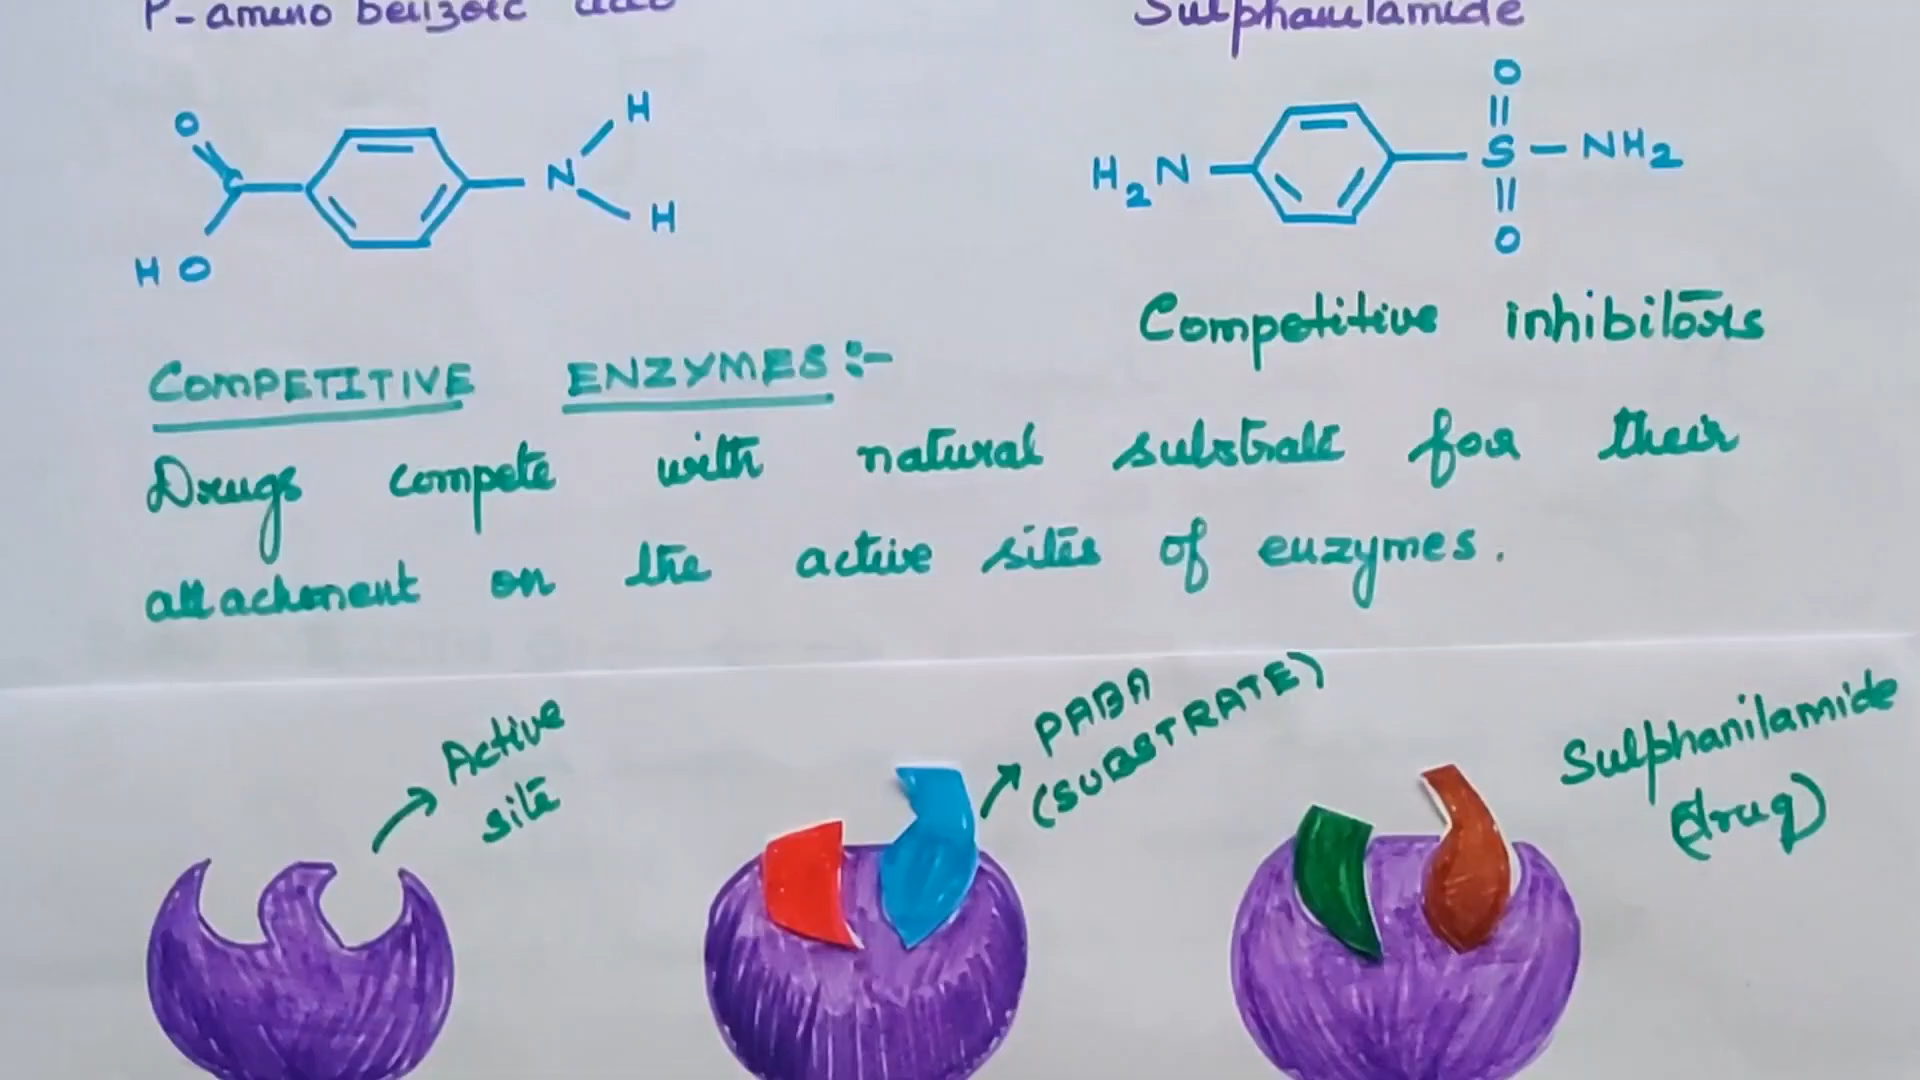 P-amino benzoic acid
Sulphanilamide
O
H
N
H
HO
O
H2N
S
NH2
O
Competitive inhibitors
COMPETITIVE ENZYMES:-
Drugs compete with natural substrate for their
attachment on the active sites of enzymes.
Active
site
PABA
(SUBSTRATE)
Sulphanilamide
(drug)